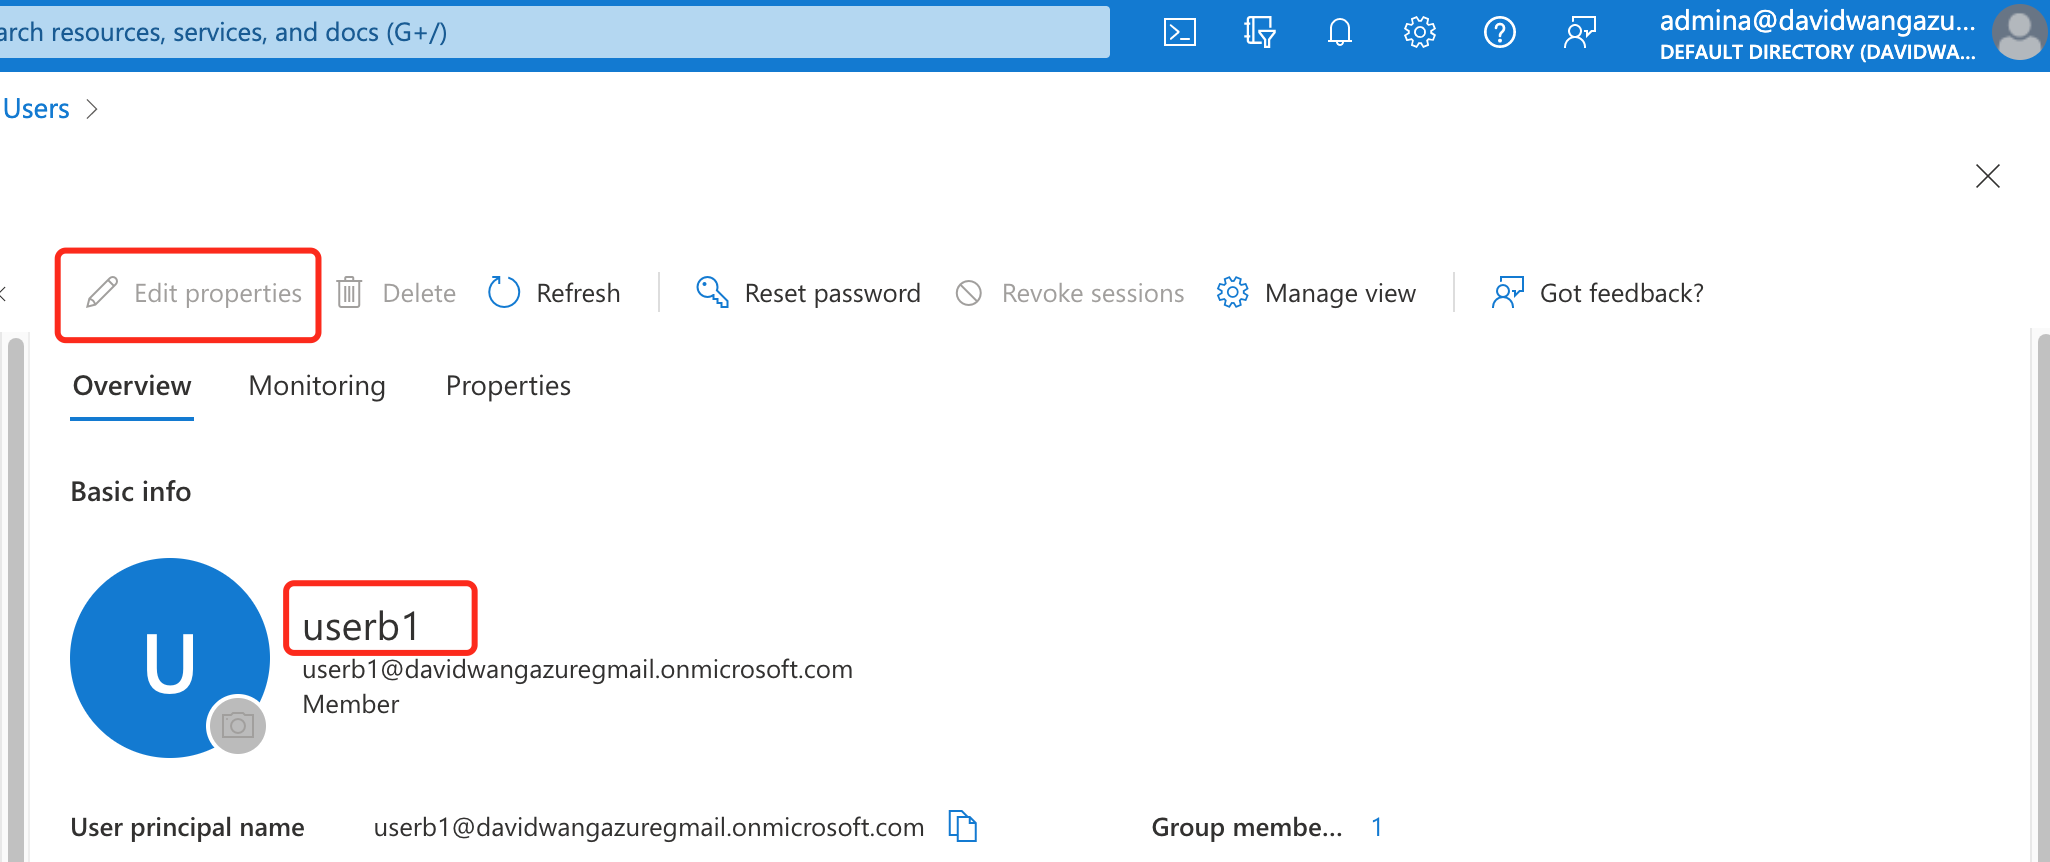 arch resources, services, and docs (G+/)
admina@davidwangazu...
DEFAULT DIRECTORY (DAVIDWA...
Users >
Edit properties Delete Refresh Reset password Revoke sessions Manage view Got feedback?
Overview Monitoring Properties
Basic info
U
userb1
userb1@davidwangazuregmail.onmicrosoft.com
Member
User principal name userb1@davidwangazuregmail.onmicrosoft.com Group membe... 1